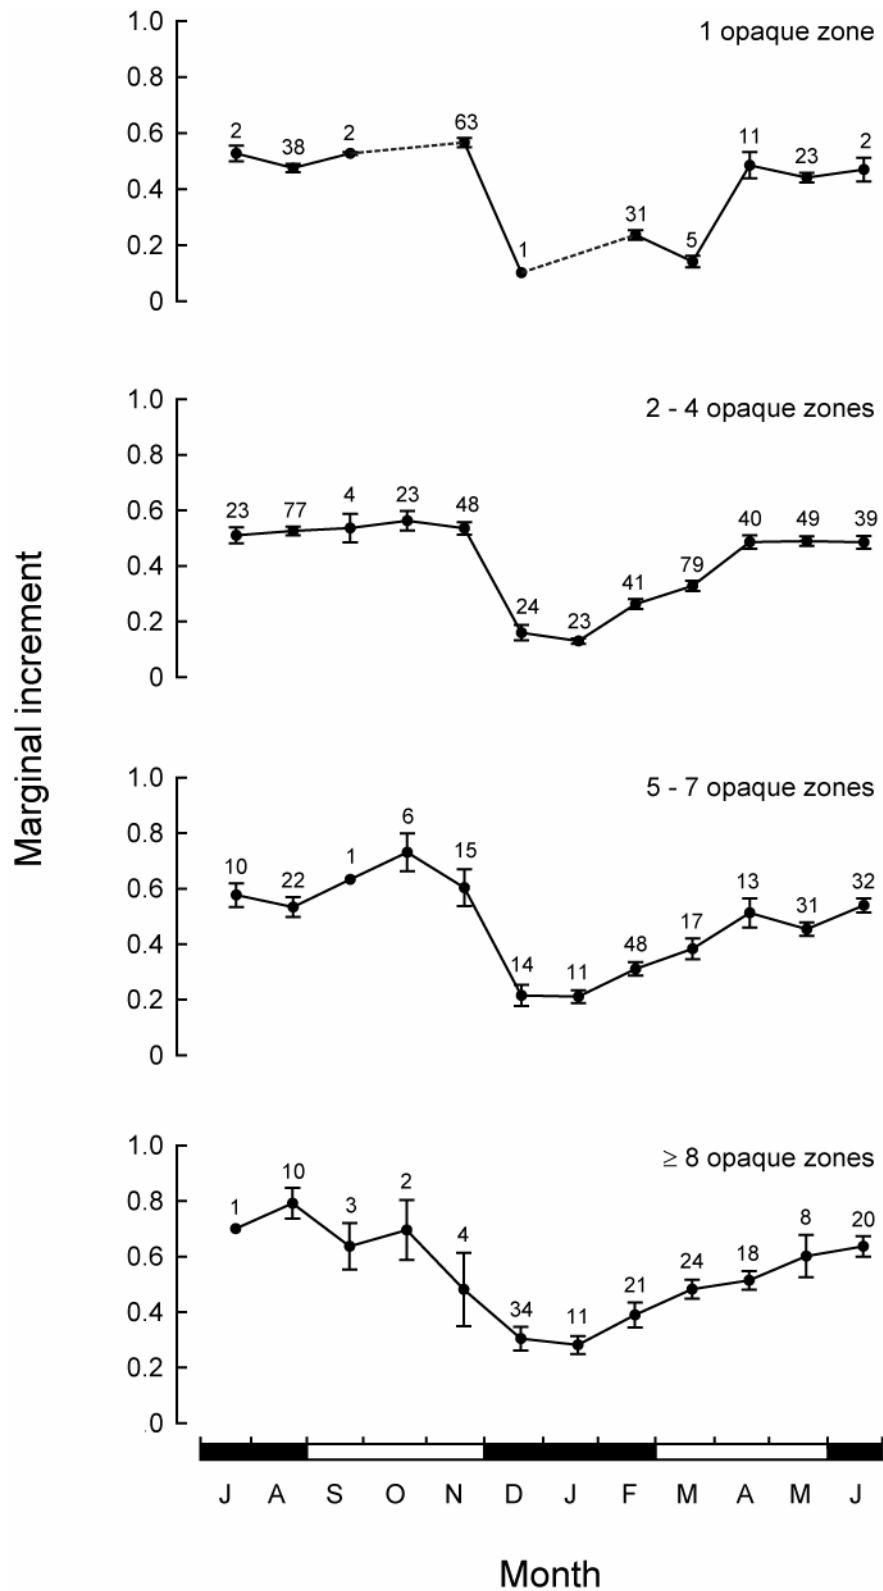 1 opaque zone
1.0
0.8
0.6
0.4
0.2
0
2 38 2 63 1 31 5 11 23 2
2 - 4 opaque zones
1.0
0.8
0.6
0.4
0.2
0
23 77 4 23 48 24 23 41 79 40 49 39
Marginal increment
5 - 7 opaque zones
1.0
0.8
0.6
0.4
0.2
0
10 22 1 6 15 14 11 48 17 13 31 32
≥ 8 opaque zones
1.0
0.8
0.6
0.4
0.2
.0
1 10 3 2 4 34 11 21 24 18 8 20
J A S O N D J F M A M J
Month